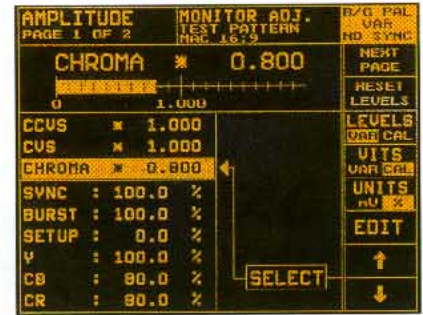 AMPLITUDE
PAGE 1 OF 2
MONITOR ADJ.
TEST PATTERN
MAG 16:9
B/G PAL
VAR
NO SYNC
CHROMA * 0.800
0 1.000
CCVS * 1.000
CVS * 1.000
CHROMA * 0.800
SYNC : 100.0 %
BURST : 100.0 %
SETUP : 0.0 %
Y : 100.0 %
CB : 80.0 %
CR : 80.0 %
SELECT
NEXT
PAGE
RESET
LEVELS
LEVELS
VAR CAL
VITS
VAR CAL
UNITS
mV %
EDIT